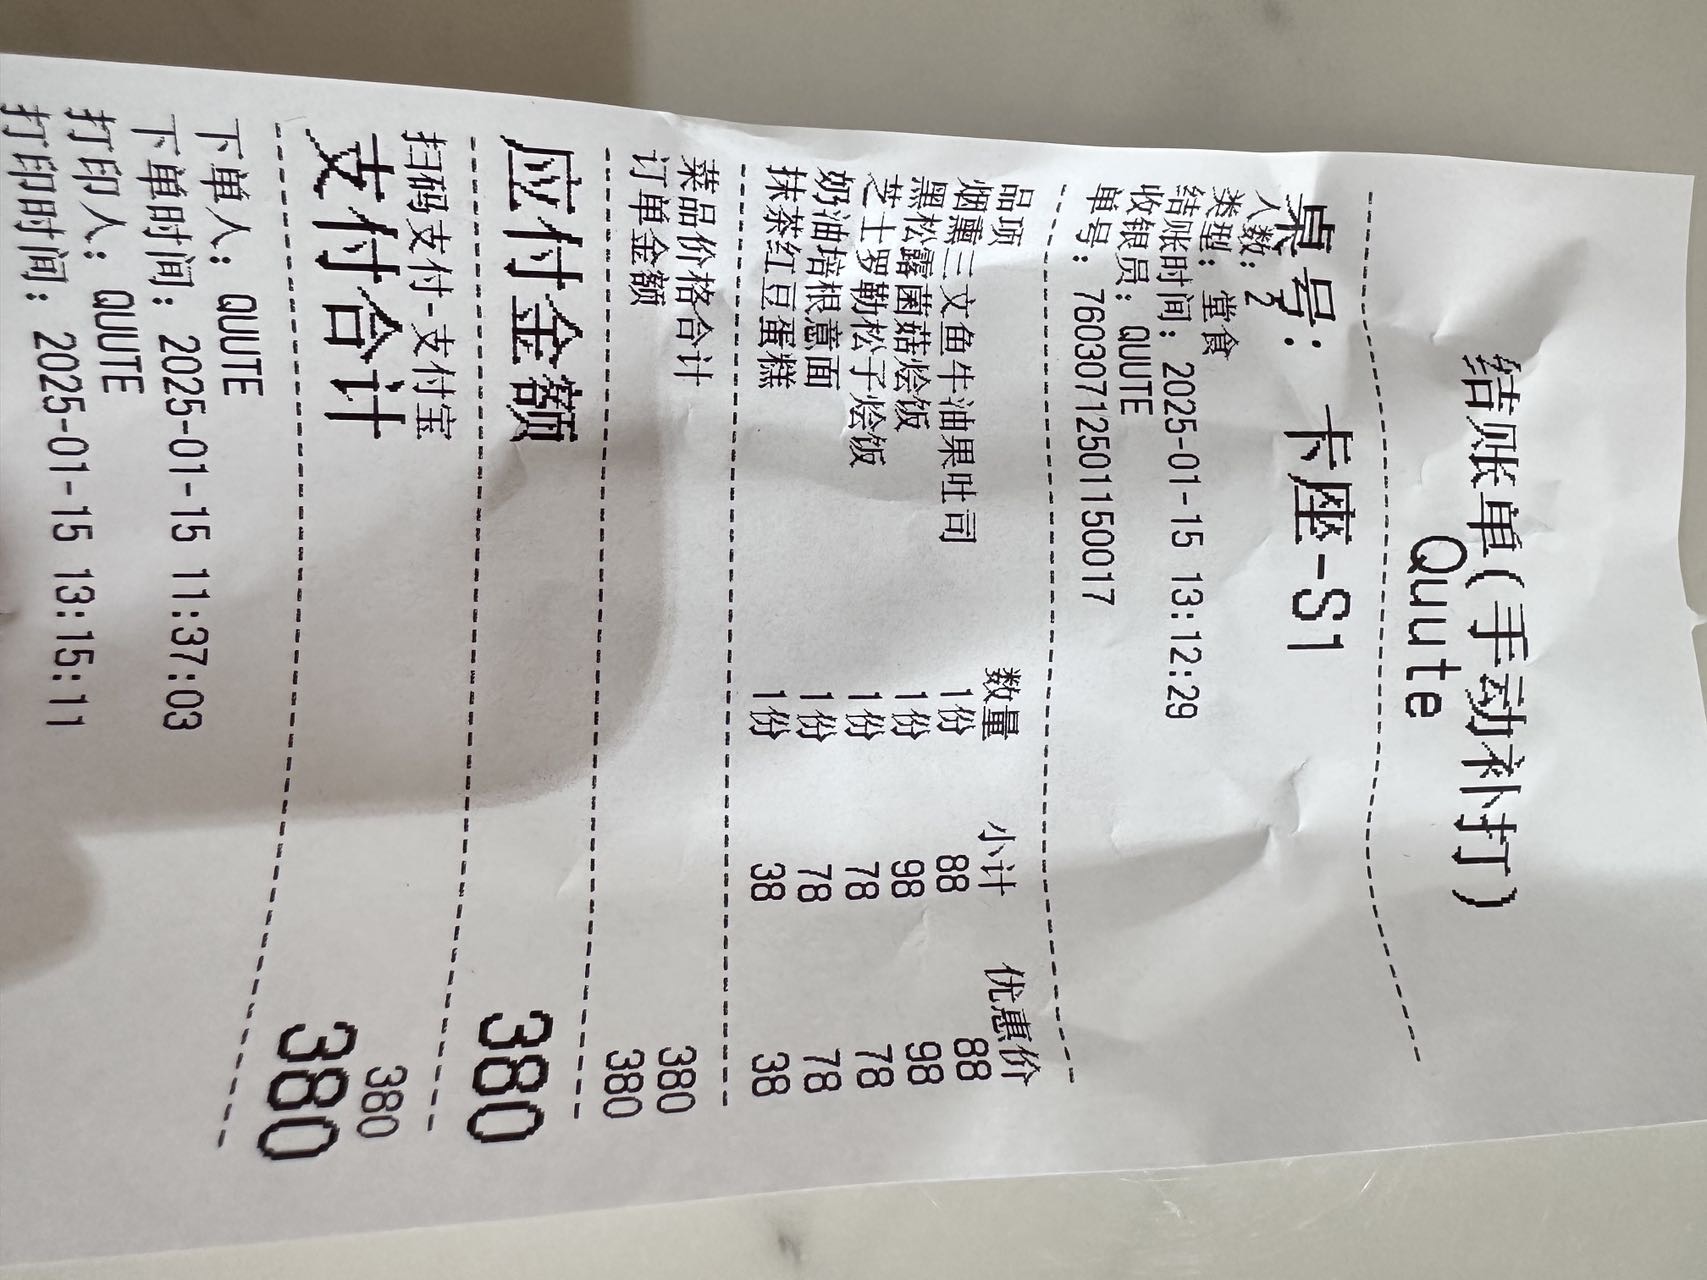 结账单(手动补打)
Quute
桌号: 卡座-S1
人数: 2
类型: 堂食
结账时间: 2025-01-15 13:12:29
收银员: QUUTE
单号: 76030712501150017
品项 数量 小计 优惠价
烟熏三文鱼牛油果吐司 1份 88 88
黑松露菌菇烩饭 1份 98 98
芝士罗勒松子烩饭 1份 78 78
奶油培根意面 1份 78 78
抹茶红豆蛋糕 1份 38 38
菜品价格合计 380
订单金额 380
应付金额 380
扫码支付-支付宝 380
支付合计 380
下单人: QUUTE
下单时间: 2025-01-15 11:37:03
打印人: QUUTE
打印时间: 2025-01-15 13:15:11